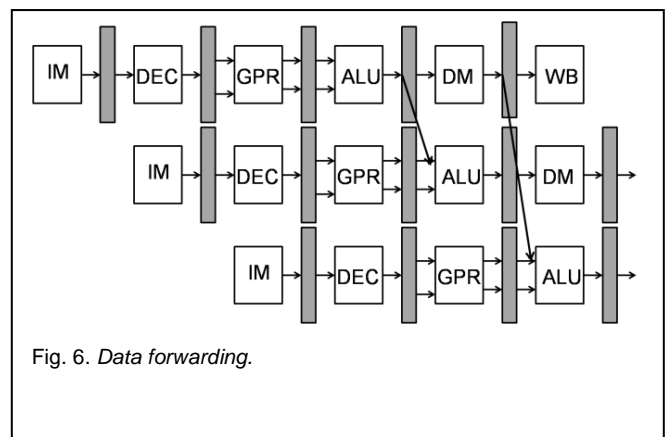 IM DEC GPR ALU DM WB
IM DEC GPR ALU DM
IM DEC GPR ALU
Fig. 6. Data forwarding.